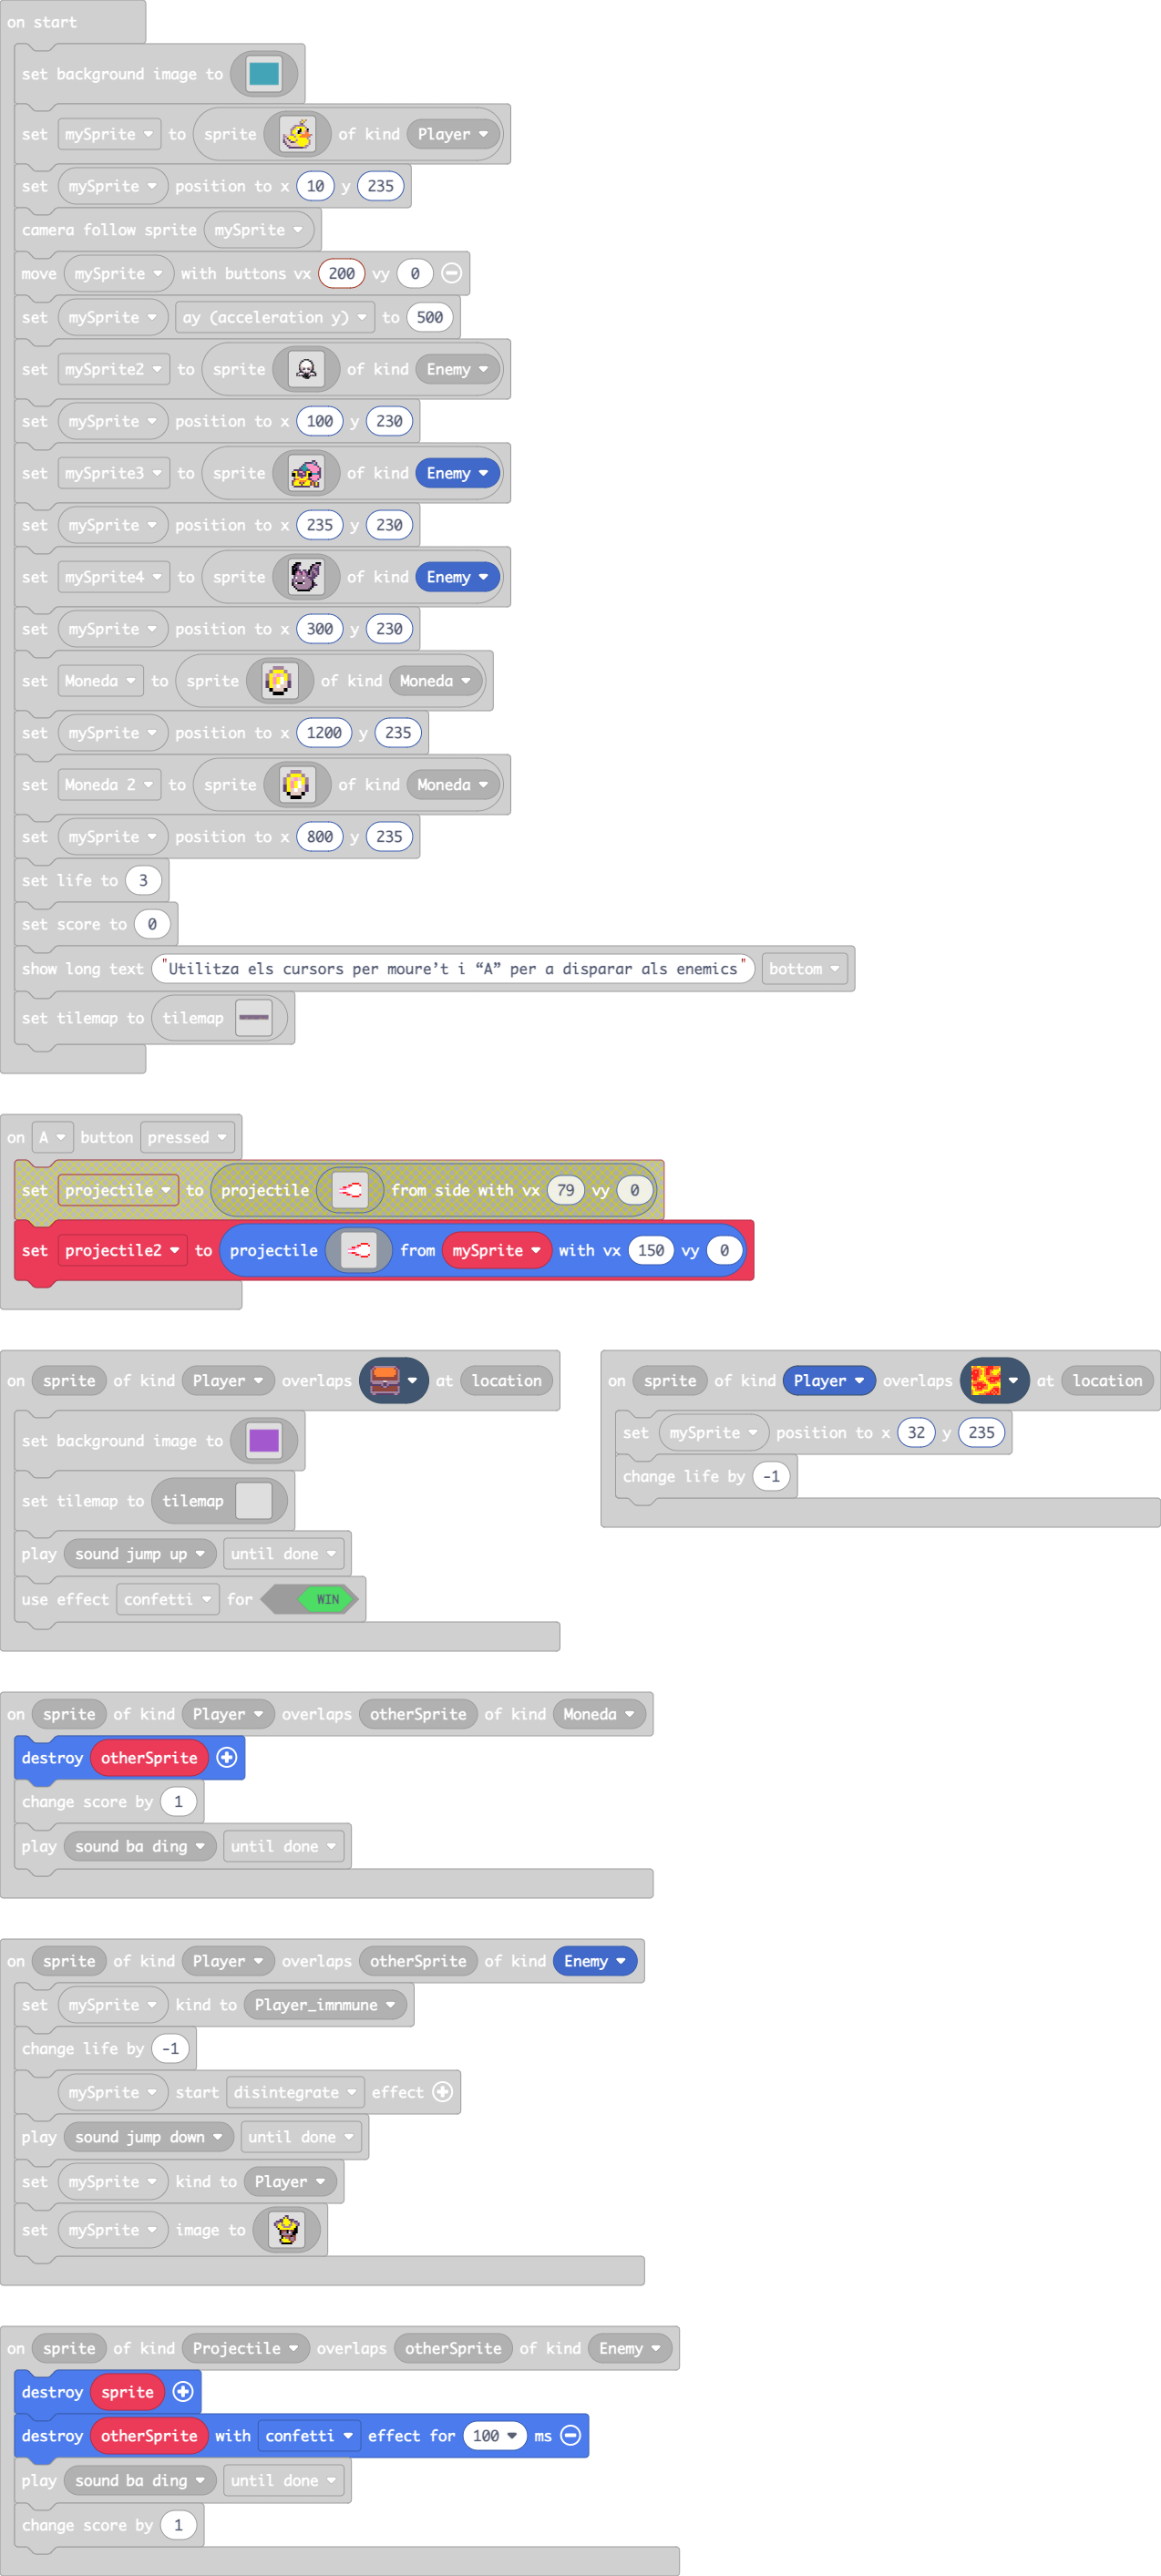 on start
set background image to
set mySprite to sprite of kind Player
set mySprite position to x 10 y 235
camera follow sprite mySprite
move mySprite with buttons vx 200 vy 0
set mySprite ay (acceleration y) to 500
set mySprite2 to sprite of kind Enemy
set mySprite position to x 100 y 230
set mySprite3 to sprite of kind Enemy
set mySprite position to x 235 y 230
set mySprite4 to sprite of kind Enemy
set mySprite position to x 300 y 230
set Moneda to sprite of kind Moneda
set mySprite position to x 1200 y 235
set Moneda 2 to sprite of kind Moneda
set mySprite position to x 800 y 235
set life to 3
set score to 0
show long text "Utilitza els cursors per moure’t i “A” per a disparar als enemics" bottom
set tilemap to tilemap
on A button pressed
set projectile to projectile from side with vx 79 vy 0
set projectile2 to projectile from mySprite with vx 150 vy 0
on sprite of kind Player overlaps at location
set background image to
set tilemap to tilemap
play sound jump up until done
use effect confetti for WIN
on sprite of kind Player overlaps at location
set mySprite position to x 32 y 235
change life by -1
on sprite of kind Player overlaps otherSprite of kind Moneda
destroy otherSprite
change score by 1
play sound ba ding until done
on sprite of kind Player overlaps otherSprite of kind Enemy
set mySprite kind to Player_imnmune
change life by -1
mySprite start disintegrate effect
play sound jump down until done
set mySprite kind to Player
set mySprite image to
on sprite of kind Projectile overlaps otherSprite of kind Enemy
destroy sprite
destroy otherSprite with confetti effect for 100 ms
play sound ba ding until done
change score by 1